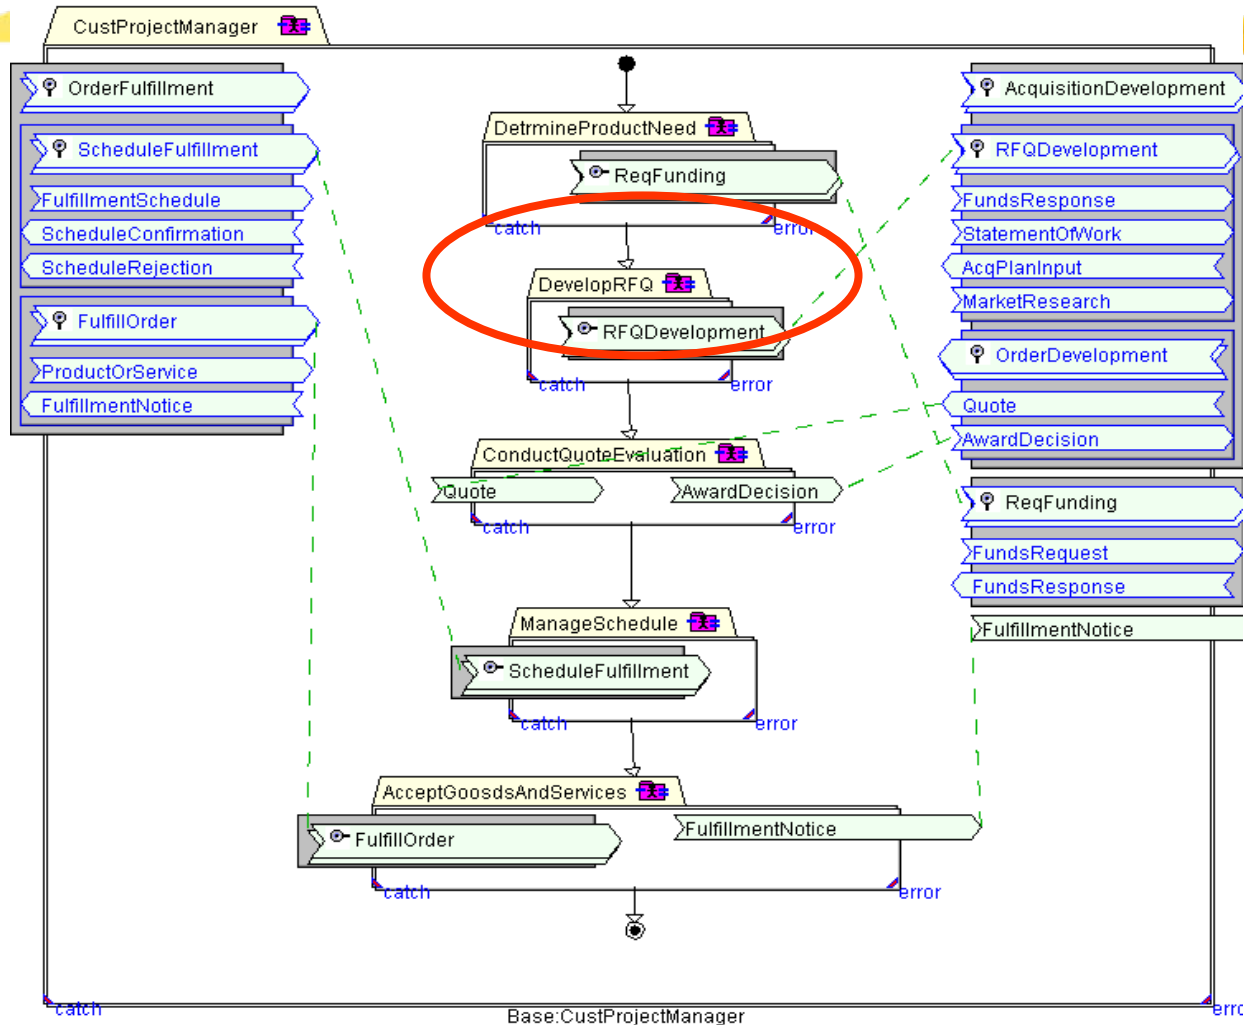 CustProjectManager
OrderFulfillment
ScheduleFulfillment
FulfillmentSchedule
ScheduleConfirmation
ScheduleRejection
FulfillOrder
ProductOrService
FulfillmentNotice
DetrmineProductNeed
ReqFunding
catch
error
DevelopRFQ
RFQDevelopment
catch
error
ConductQuoteEvaluation
Quote
AwardDecision
catch
error
ManageSchedule
ScheduleFulfillment
catch
error
AcceptGoosdsAndServices
FulfillOrder
FulfillmentNotice
catch
error
AcquisitionDevelopment
RFQDevelopment
FundsResponse
StatementOfWork
AcqPlanInput
MarketResearch
OrderDevelopment
Quote
AwardDecision
ReqFunding
FundsRequest
FundsResponse
FulfillmentNotice
catch
erro
Base:CustProjectManager